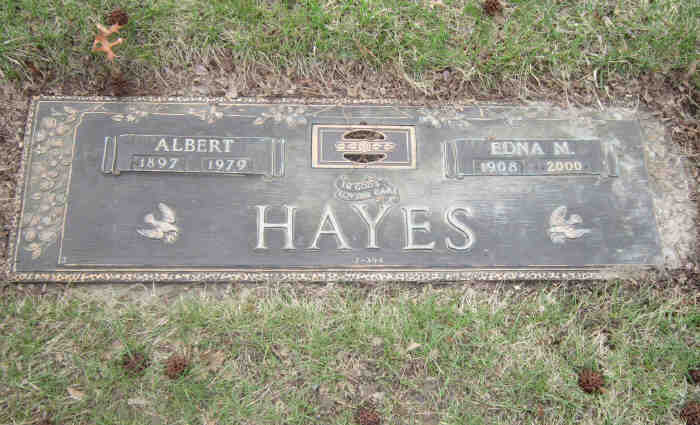 ALBERT
1897 1979
EDNA M.
1908 2000
IN GOD'S
LOVING CARE
HAYES